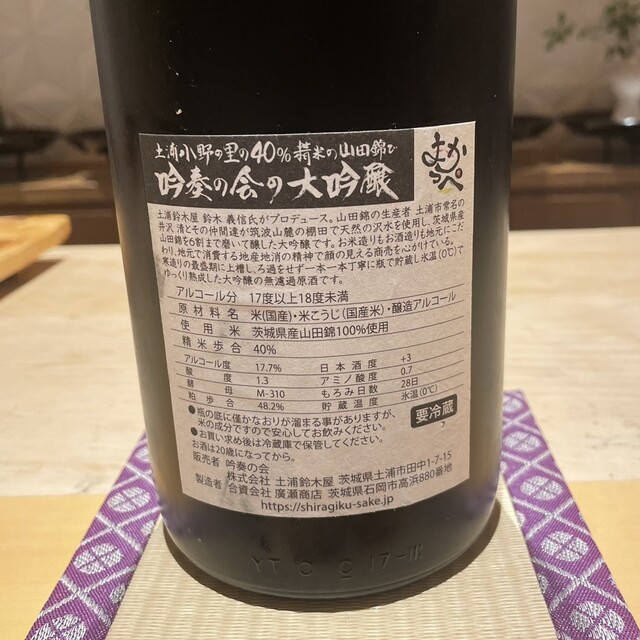 土浦小野の里の40%精米の山田錦で
吟奏の会の大吟醸
まっかぺ
土浦鈴木屋 鈴木 義信氏がプロデュース。山田錦の生産者 土浦市常名の
井沢 清とその仲間達が筑波山麓の棚田で天然の沢水を使用し、茨城県産
山田錦を6割まで磨いて醸した大吟醸です。お米造りもお酒造りも地元にこだ
わり、地元で消費する地産地消の精神で顔の見える商売を心がけている。
寒造りの最盛期に上槽し、ろ過をせず一本一本丁寧に瓶で貯蔵し氷温(0℃)で
ゆっくり熟成した大吟醸の無濾過原酒です。
アルコール分 17度以上18度未満
原材料名 米(国産)・米こうじ(国産米)・醸造アルコール
使用米 茨城県産山田錦100%使用
精米歩合 40%
アルコール度 17.7% 日本酒度 +3
酸度 1.3 アミノ酸度 0.7
酵母 M-310 もろみ日数 28日
粕歩合 48.2% 貯蔵温度 氷温(0℃)
●瓶の底に僅かなおりが溜まる事がありますが、
米の成分ですので安心してお飲みください。
●お買い求め後は冷蔵庫で保管してください。
要冷蔵
お酒は20歳になってから。
販売者 吟奏の会
株式会社 土浦鈴木屋 茨城県土浦市田中1-7-15
製造者 合資会社 廣瀬商店 茨城県石岡市高浜880番地
https://shiragiku-sake.jp